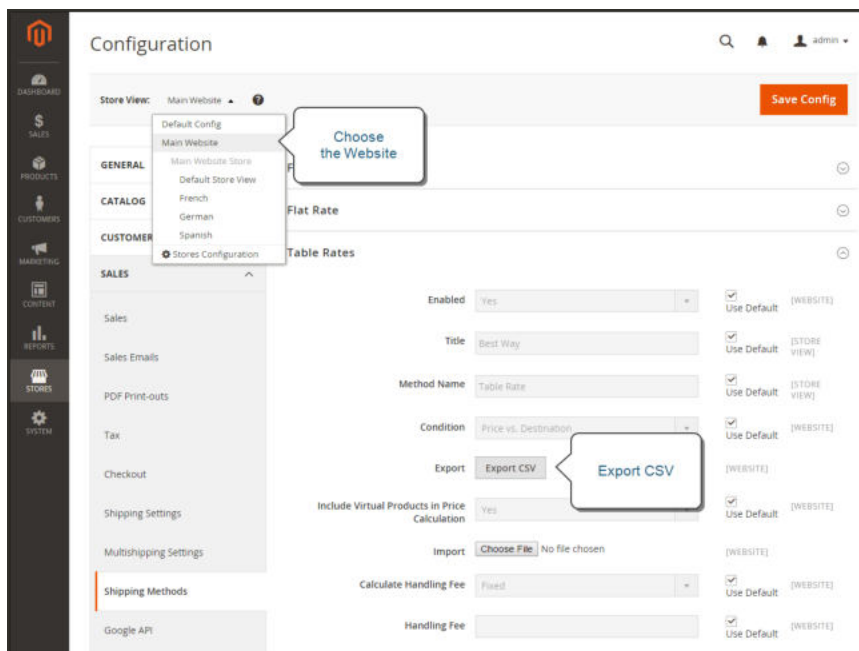 Configuration
admin
DASHBOARD
SALES
PRODUCTS
CUSTOMERS
MARKETING
CONTENT
REPORTS
STORES
SYSTEM
Store View: Main Website
Save Config
Default Config
Main Website
Main Website Store
Default Store View
French
German
Spanish
Stores Configuration
Choose
the Website
GENERAL
CATALOG
CUSTOMER
SALES
Sales
Sales Emails
PDF Print-outs
Tax
Checkout
Shipping Settings
Multishipping Settings
Shipping Methods
Google API
F
Flat Rate
Table Rates
Enabled Yes Use Default [WEBSITE]
Title Best Way Use Default [STORE
VIEW]
Method Name Table Rate Use Default [STORE
VIEW]
Condition Price vs. Destination Use Default [WEBSITE]
Export Export CSV [WEBSITE]
Export CSV
Include Virtual Products in Price
Calculation Yes Use Default [WEBSITE]
Import Choose File No file chosen [WEBSITE]
Calculate Handling Fee Fixed Use Default [WEBSITE]
Handling Fee Use Default [WEBSITE]